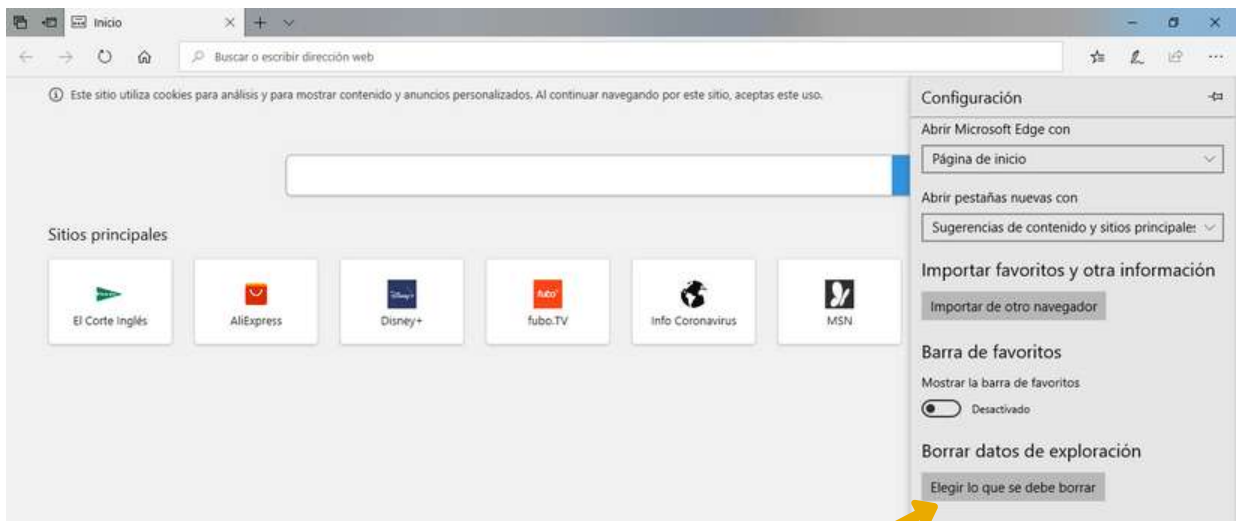 Inicio
Buscar o escribir dirección web
Este sitio utiliza cookies para análisis y para mostrar contenido y anuncios personalizados. Al continuar navegando por este sitio, aceptas este uso.
Configuración
Abrir Microsoft Edge con
Página de inicio
Abrir pestañas nuevas con
Sugerencias de contenido y sitios principales
Sitios principales
Disney+
fubo
El Corte Inglés
AliExpress
Disney+
fubo.TV
Info Coronavirus
MSN
Importar favoritos y otra información
Importar de otro navegador
Barra de favoritos
Mostrar la barra de favoritos
Desactivado
Borrar datos de exploración
Elegir lo que se debe borrar